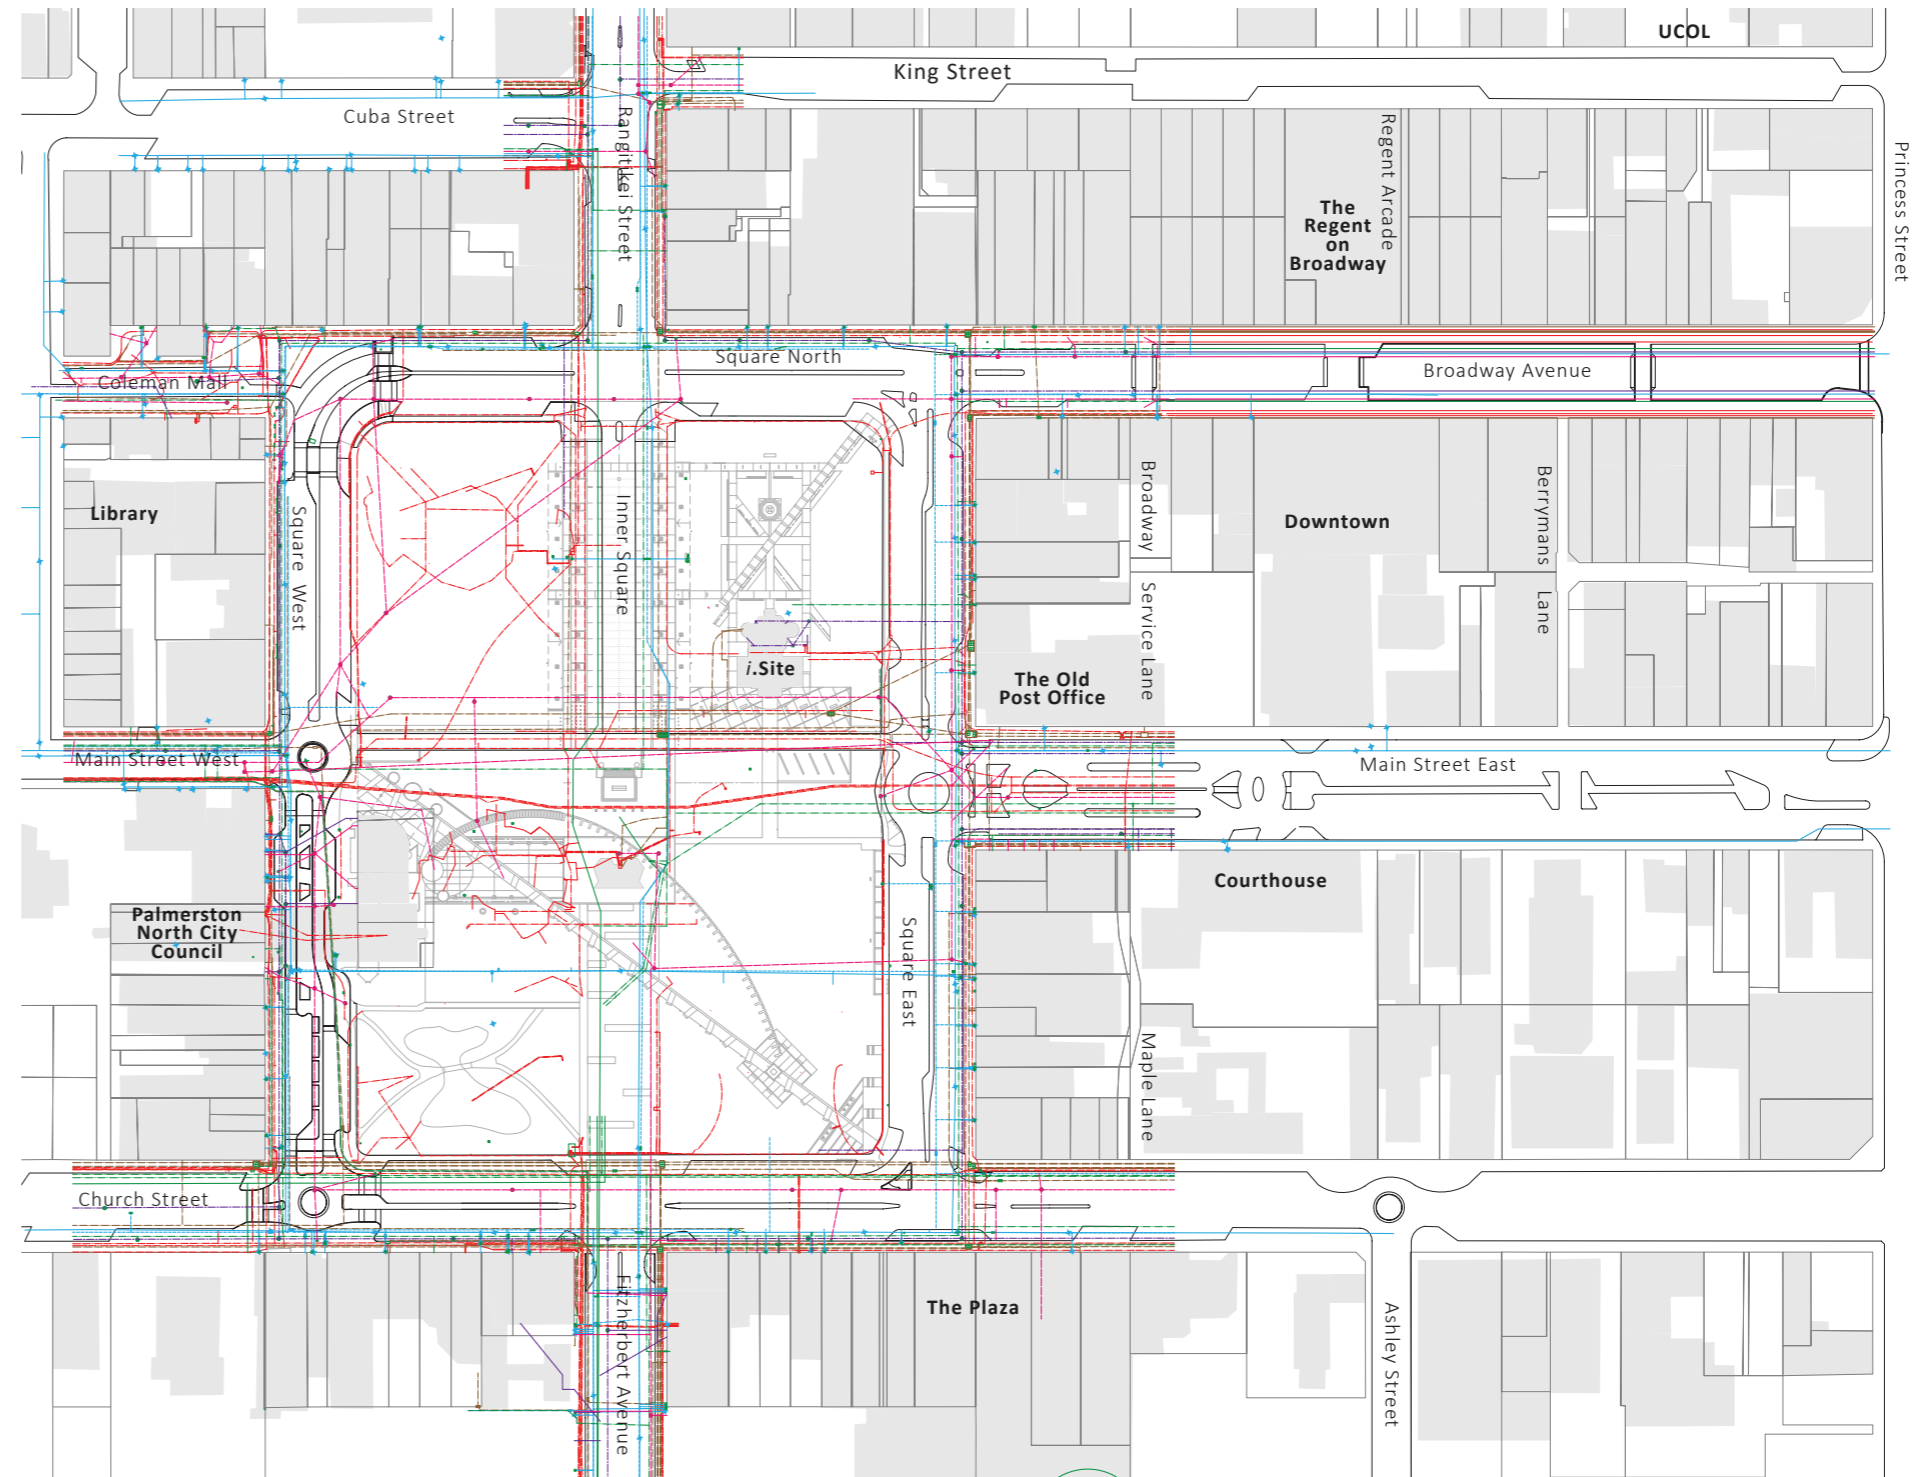 UCOL
King Street
Cuba Street
Rangitikei Street
Regent Arcade
Princess Street
The
Regent
on
Broadway
Square North
Broadway Avenue
Coleman Mall
Library
Square West
Inner Square
Broadway Service Lane
Downtown
Berrymans Lane
i.Site
The Old
Post Office
Main Street West
Main Street East
Courthouse
Palmerston
North City
Council
Square East
Maple Lane
Church Street
Fitzherbert Avenue
The Plaza
Ashley Street